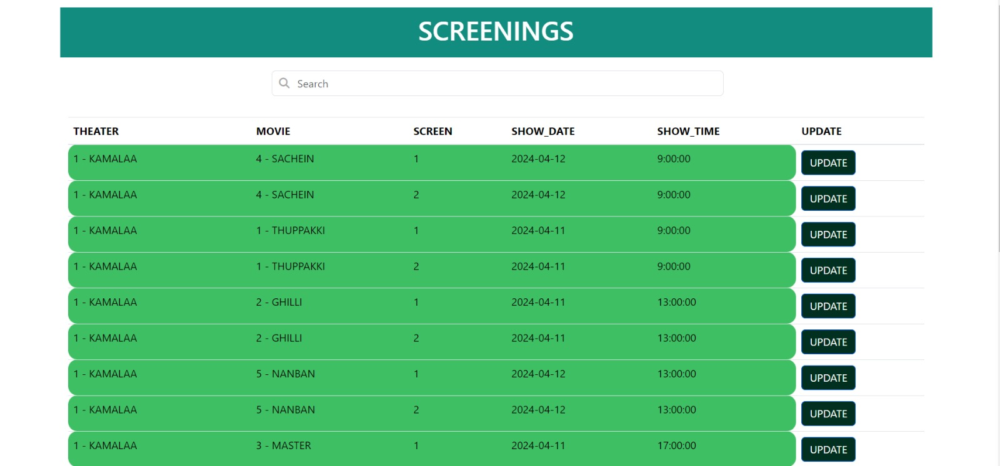 SCREENINGS
Search
THEATER MOVIE SCREEN SHOW_DATE SHOW_TIME UPDATE
1 - KAMALAA 4 - SACHEIN 1 2024-04-12 9:00:00 UPDATE
1 - KAMALAA 4 - SACHEIN 2 2024-04-12 9:00:00 UPDATE
1 - KAMALAA 1 - THUPPAKKI 1 2024-04-11 9:00:00 UPDATE
1 - KAMALAA 1 - THUPPAKKI 2 2024-04-11 9:00:00 UPDATE
1 - KAMALAA 2 - GHILLI 1 2024-04-11 13:00:00 UPDATE
1 - KAMALAA 2 - GHILLI 2 2024-04-11 13:00:00 UPDATE
1 - KAMALAA 5 - NANBAN 1 2024-04-12 13:00:00 UPDATE
1 - KAMALAA 5 - NANBAN 2 2024-04-12 13:00:00 UPDATE
1 - KAMALAA 3 - MASTER 1 2024-04-11 17:00:00 UPDATE